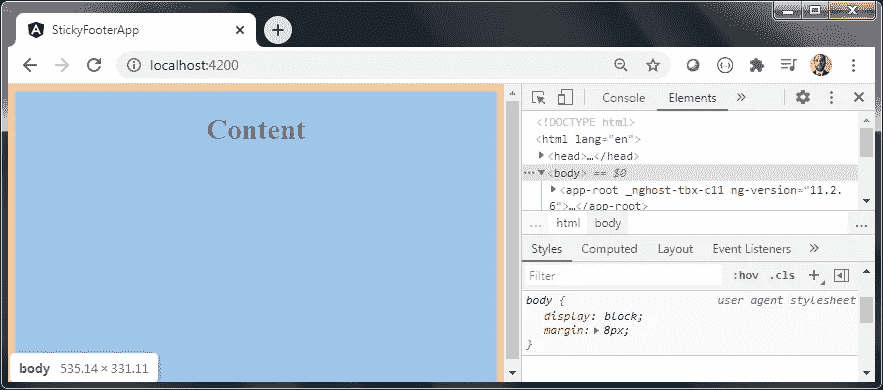 StickyFooterApp
localhost:4200
Content
Console Elements
<!DOCTYPE html>
<html lang="en">
<head>…</head>
… <body> == $0
<app-root _nghost-tbx-c11 ng-version="11.2.
6">…</app-root>
… html body …
Styles Computed Layout Event Listeners
Filter :hov .cls
body { user agent stylesheet
display: block;
margin: 8px;
}
body 535.14 × 331.11